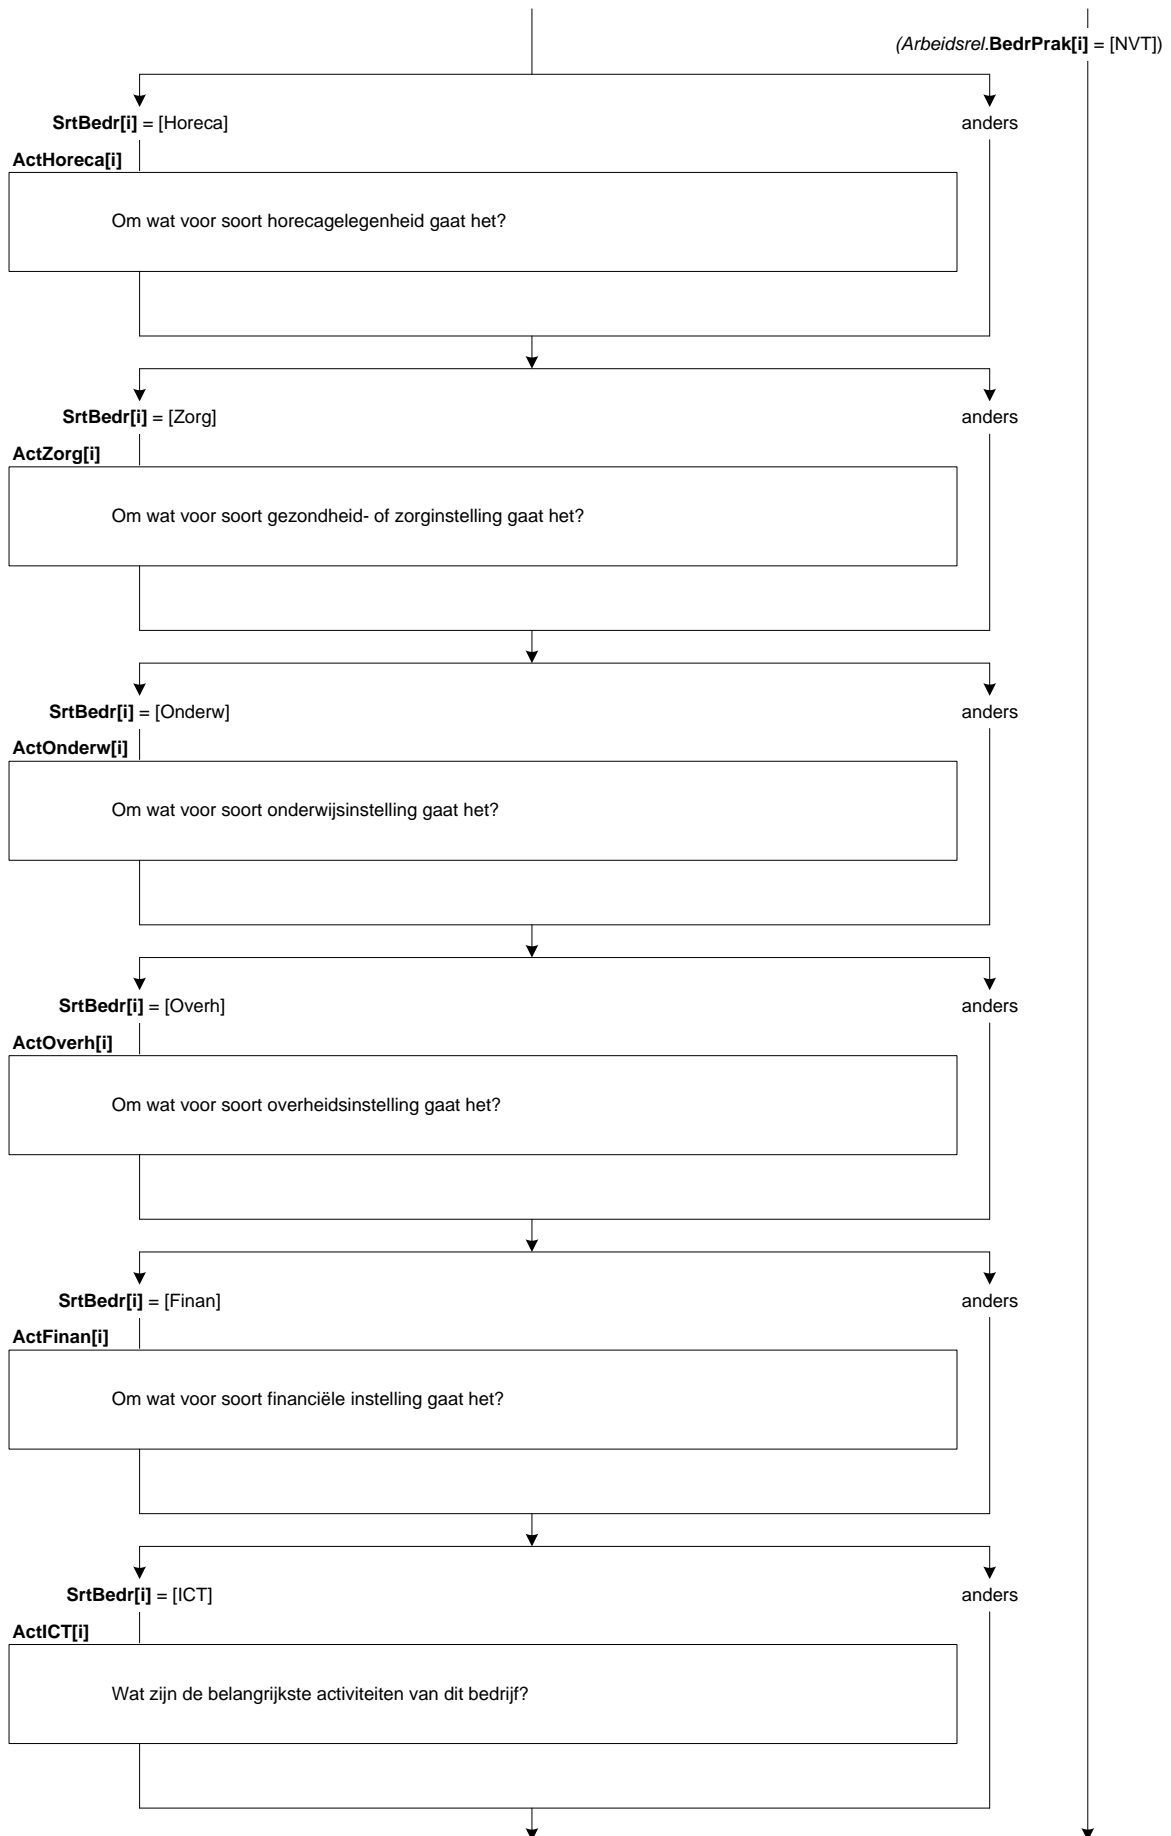 (Arbeidsrel.BedrPrak[i] = [NVT])
SrtBedr[i] = [Horeca] anders
ActHoreca[i]
Om wat voor soort horecagelegenheid gaat het?
SrtBedr[i] = [Zorg] anders
ActZorg[i]
Om wat voor soort gezondheid- of zorginstelling gaat het?
SrtBedr[i] = [Onderw] anders
ActOnderw[i]
Om wat voor soort onderwijsinstelling gaat het?
SrtBedr[i] = [Overh] anders
ActOverh[i]
Om wat voor soort overheidsinstelling gaat het?
SrtBedr[i] = [Finan] anders
ActFinan[i]
Om wat voor soort financiële instelling gaat het?
SrtBedr[i] = [ICT] anders
ActICT[i]
Wat zijn de belangrijkste activiteiten van dit bedrijf?